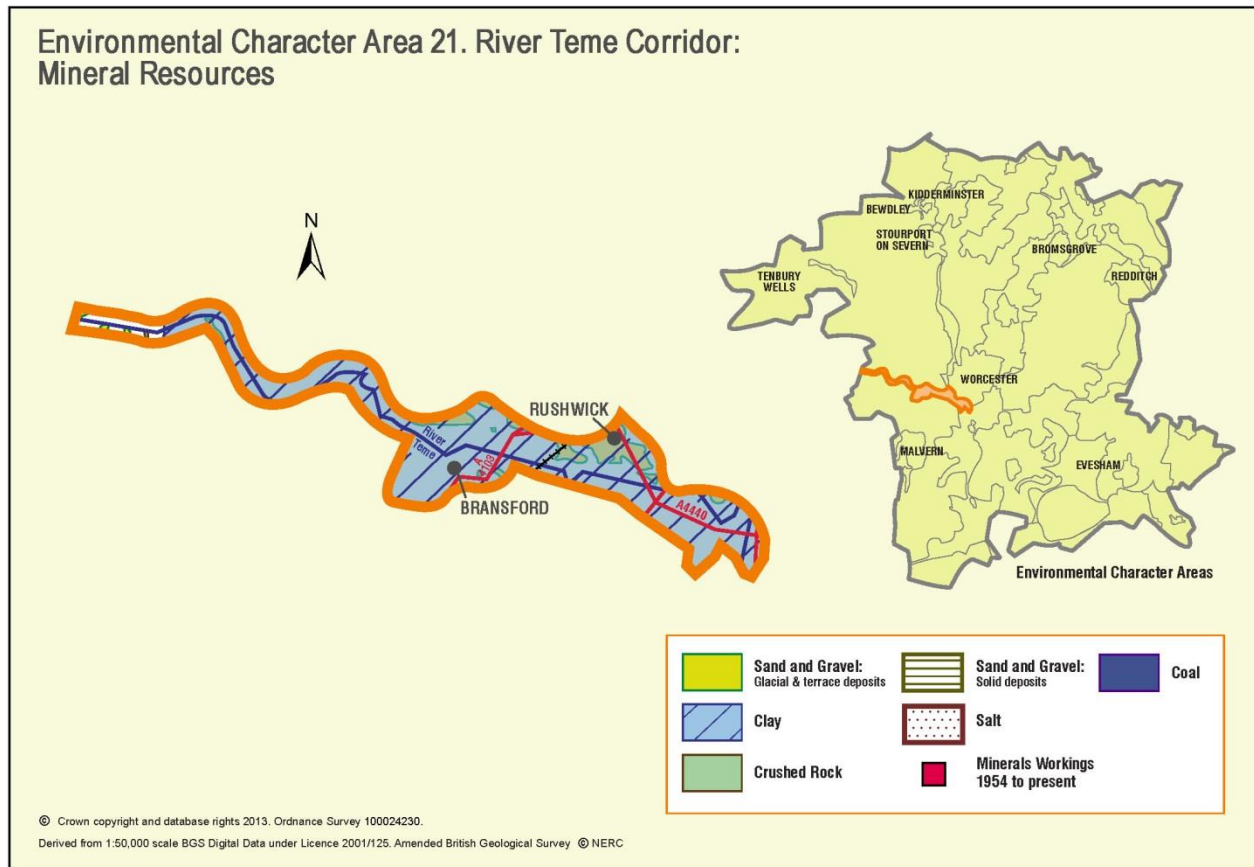 Environmental Character Area 21. River Teme Corridor:
Mineral Resources
N
KIDDERMINSTER
BEWDLEY
STOURPORT
ON SEVERN
BROMSGROVE
TENBURY
WELLS
REDDITCH
WORCESTER
RUSHWICK
River
Teme
A4103
BRANSFORD
A4440
MALVERN
EVESHAM
Environmental Character Areas
Sand and Gravel:
Glacial & terrace deposits
Sand and Gravel:
Solid deposits
Coal
Clay
Salt
Crushed Rock
Minerals Workings
1954 to present
© Crown copyright and database rights 2013. Ordnance Survey 100024230.
Derived from 1:50,000 scale BGS Digital Data under Licence 2001/125. Amended British Geological Survey © NERC